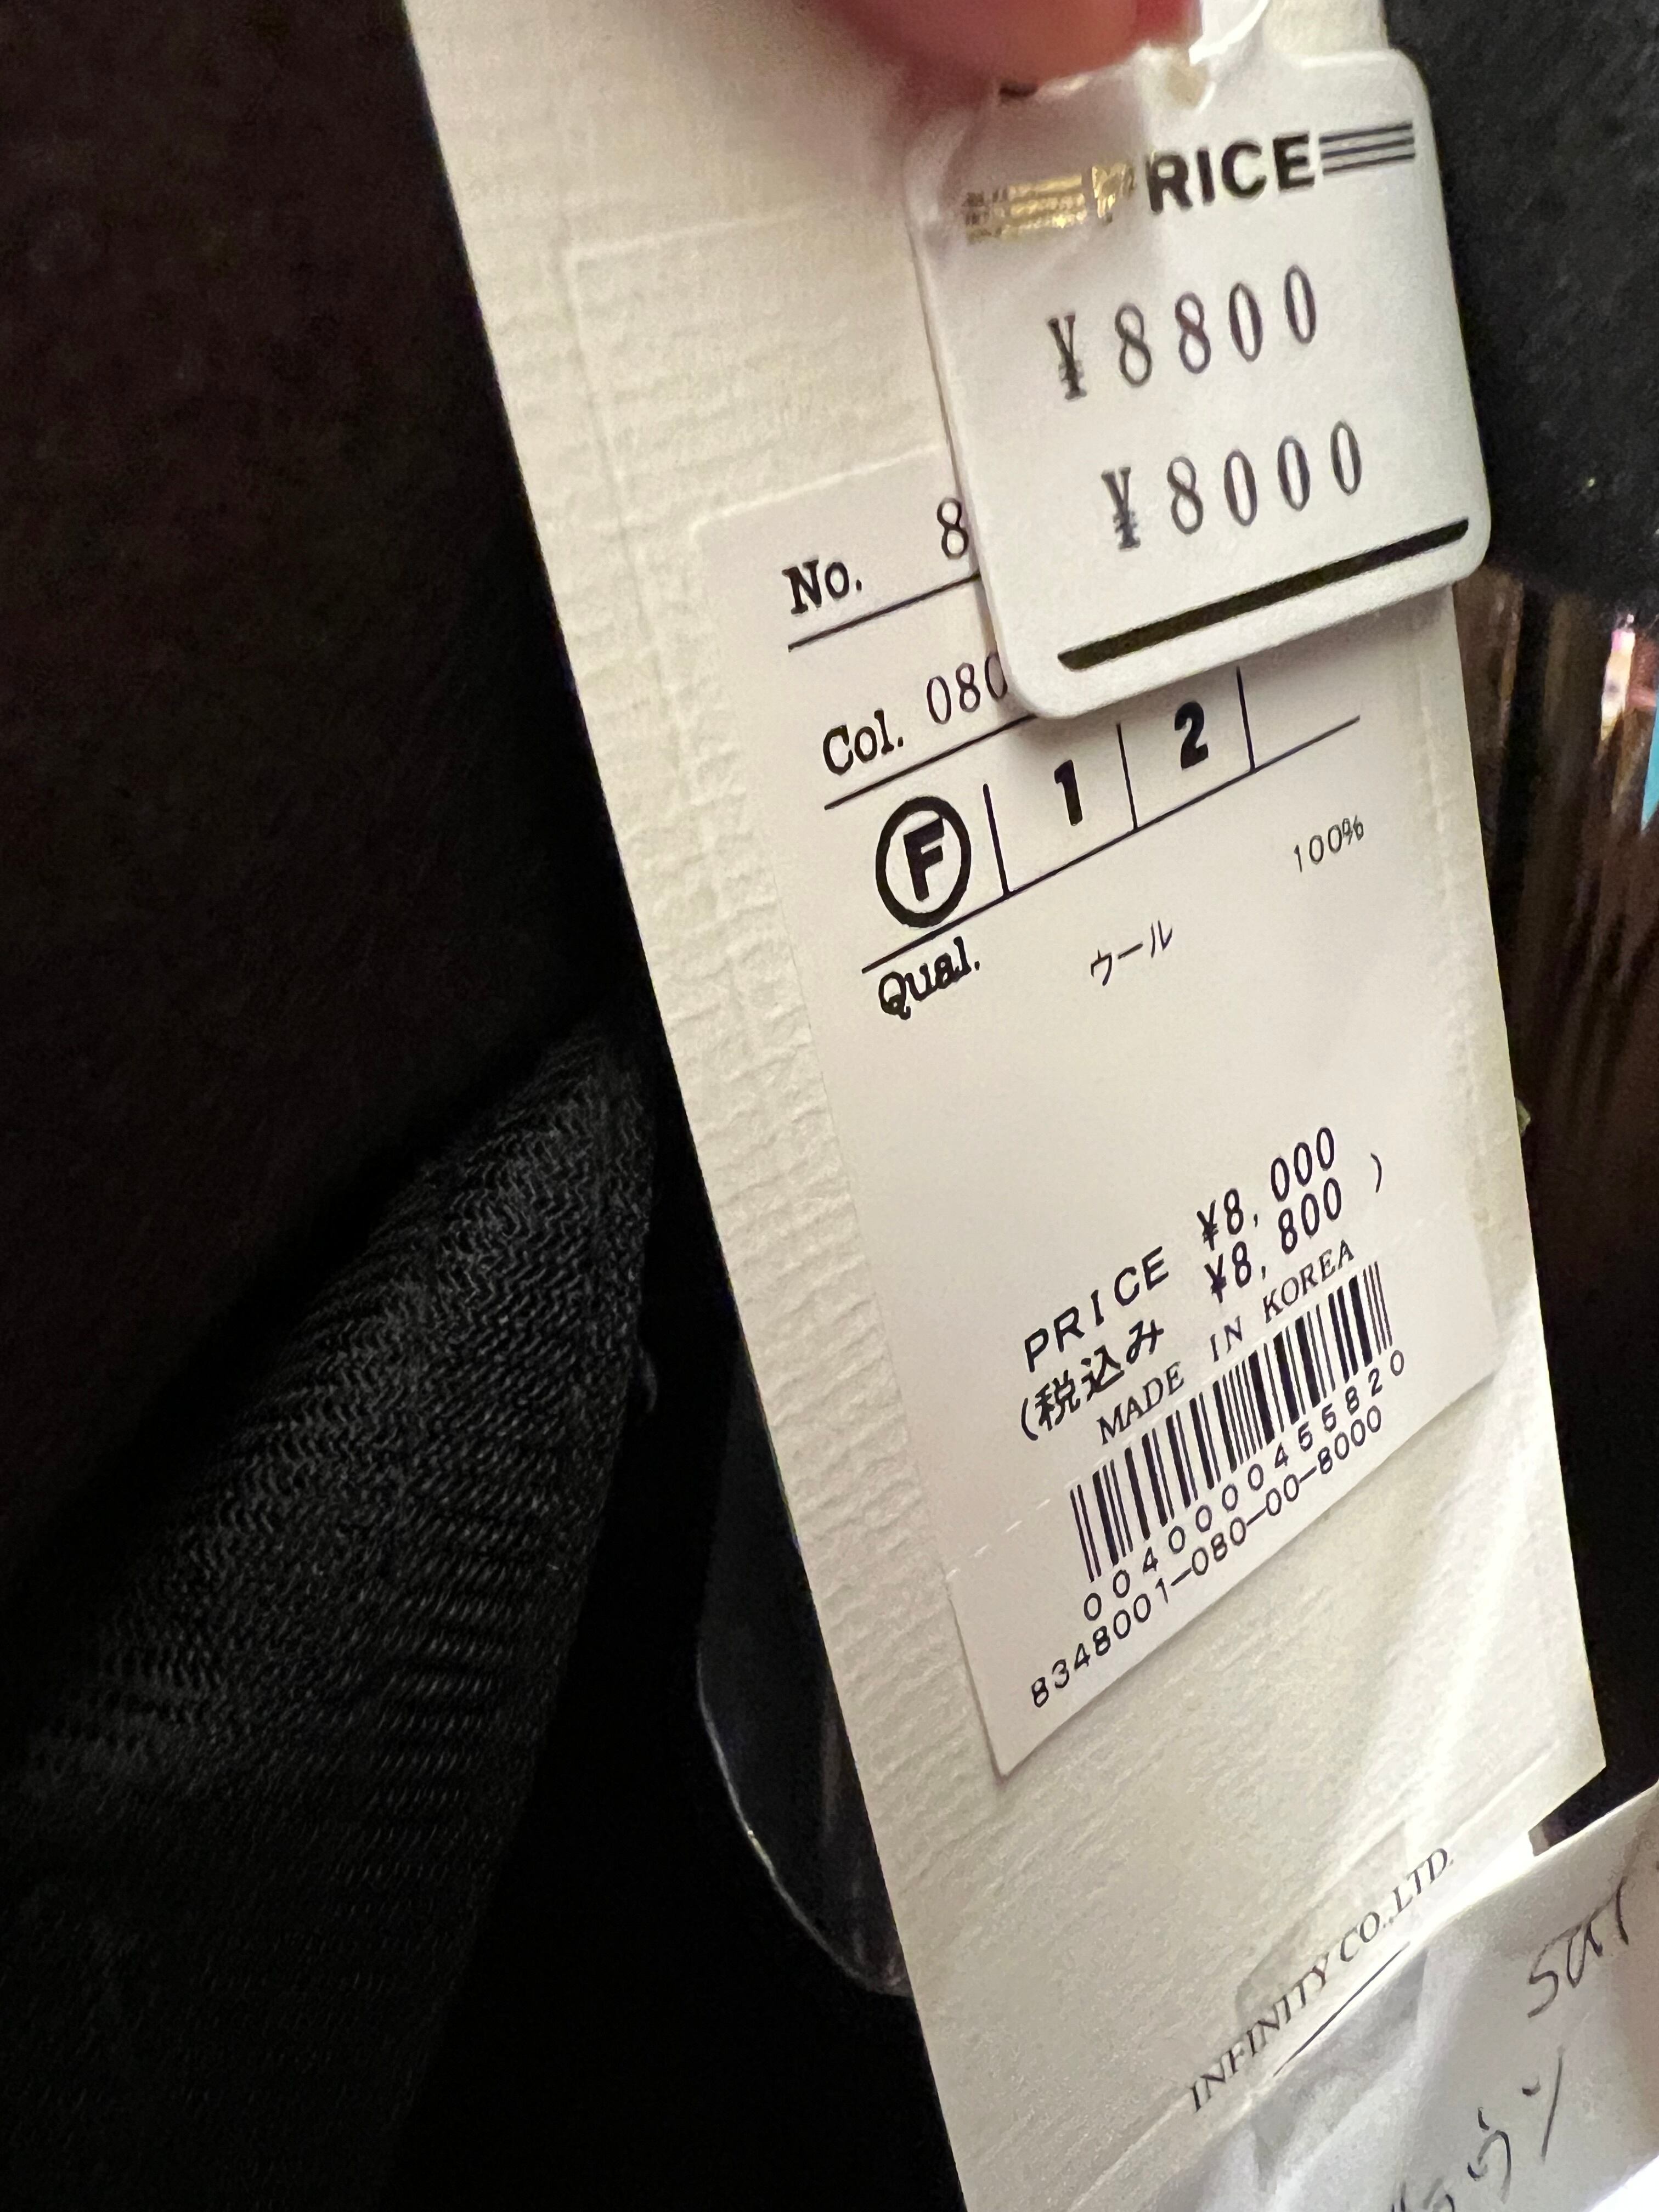 PRICE
¥8800
¥8000
No. 8
Col. 080
F 1 2
100%
Qual. ウール
PRICE ¥8,000
(税込み ¥8,800 )
MADE IN KOREA
0040000455820
8348001-080-00-8000
INFINITY CO.,LTD.